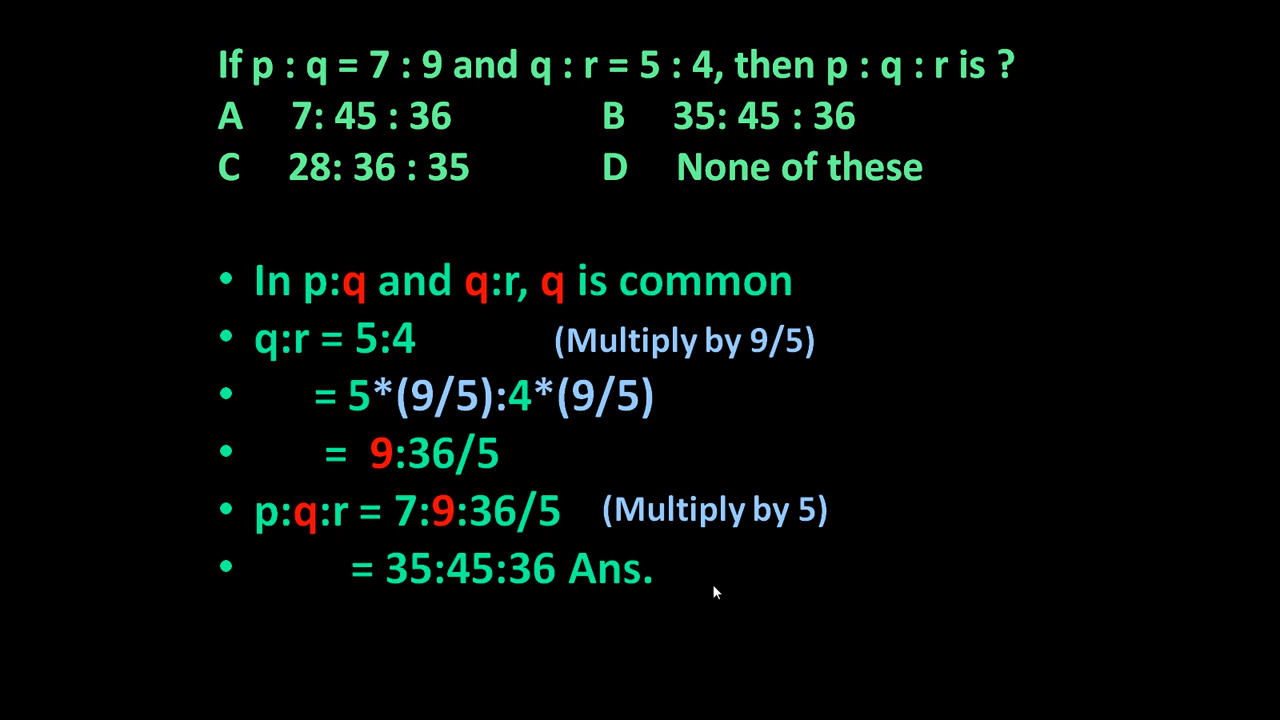 If p : q = 7 : 9 and q : r = 5 : 4, then p : q : r is ?
A 7: 45 : 36 B 35: 45 : 36
C 28: 36 : 35 D None of these
• In p:q and q:r, q is common
• q:r = 5:4 (Multiply by 9/5)
• = 5*(9/5):4*(9/5)
• = 9:36/5
• p:q:r = 7:9:36/5 (Multiply by 5)
• = 35:45:36 Ans.